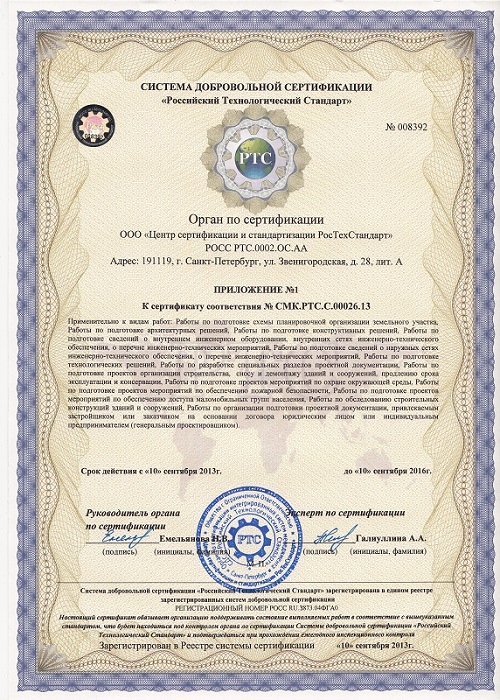 СИСТЕМА ДОБРОВОЛЬНОЙ СЕРТИФИКАЦИИ
«Российский Технологический Стандарт»
№ 008392
РТС
Орган по сертификации
ООО «Центр сертификации и стандартизации РосТехСтандарт»
РОСС РТС.0002.ОС.АА
Адрес: 191119, г. Санкт-Петербург, ул. Звенигородская, д. 28, лит. А
ПРИЛОЖЕНИЕ №1
К сертификату соответствия № СМК.РТС.С.00026.13
Применительно к видам работ: Работы по подготовке схемы планировочной организации земельного участка,
Работы по подготовке архитектурных решений, Работы по подготовке конструктивных решений, Работы по
подготовке сведений о внутреннем инженерном оборудовании, внутренних сетях инженерно-технического
обеспечения, о перечне инженерно-технических мероприятий, Работы по подготовке сведений о наружных сетях
инженерно-технического обеспечения, о перечне инженерно-технических мероприятий, Работы по подготовке
технологических решений, Работы по разработке специальных разделов проектной документации, Работы по
подготовке проектов организации строительства, сносу и демонтажу зданий и сооружений, продлению срока
эксплуатации и консервации, Работы по подготовке проектов мероприятий по охране окружающей среды, Работы
по подготовке проектов мероприятий по обеспечению пожарной безопасности, Работы по подготовке проектов
мероприятий по обеспечению доступа маломобильных групп населения, Работы по обследованию строительных
конструкций зданий и сооружений, Работы по организации подготовки проектной документации, привлекаемым
застройщиком или заказчиком на основании договора юридическим лицом или индивидуальным
предпринимателем (генеральным проектировщиком).
Срок действия с «10» сентября 2013г. до «10» сентября 2016г.
Руководитель органа Эксперт по сертификации
по сертификации
Емельянова Н.В. Галиуллина А.А.
(подпись) (инициалы, фамилия) (подпись) (инициалы, фамилия)
РТС
М.П.
Система добровольной сертификации «Российский Технологический Стандарт» зарегистрирована в едином реестре
зарегистрированных систем добровольной сертификации
РЕГИСТРАЦИОННЫЙ НОМЕР РОСС RU.З873.04ФГА0
Настоящий сертификат обязывает организацию поддерживать состояние выполняемых работ в соответствие с вышеуказанным
стандартом, что будет находиться под контролем органа по сертификации Системы добровольной сертификации «Российский
Технологический Стандарт» и подтверждаться при прохождении ежегодного инспекционного контроля
Зарегистрирован в Реестре системы сертификации «10» сентября 2013г.